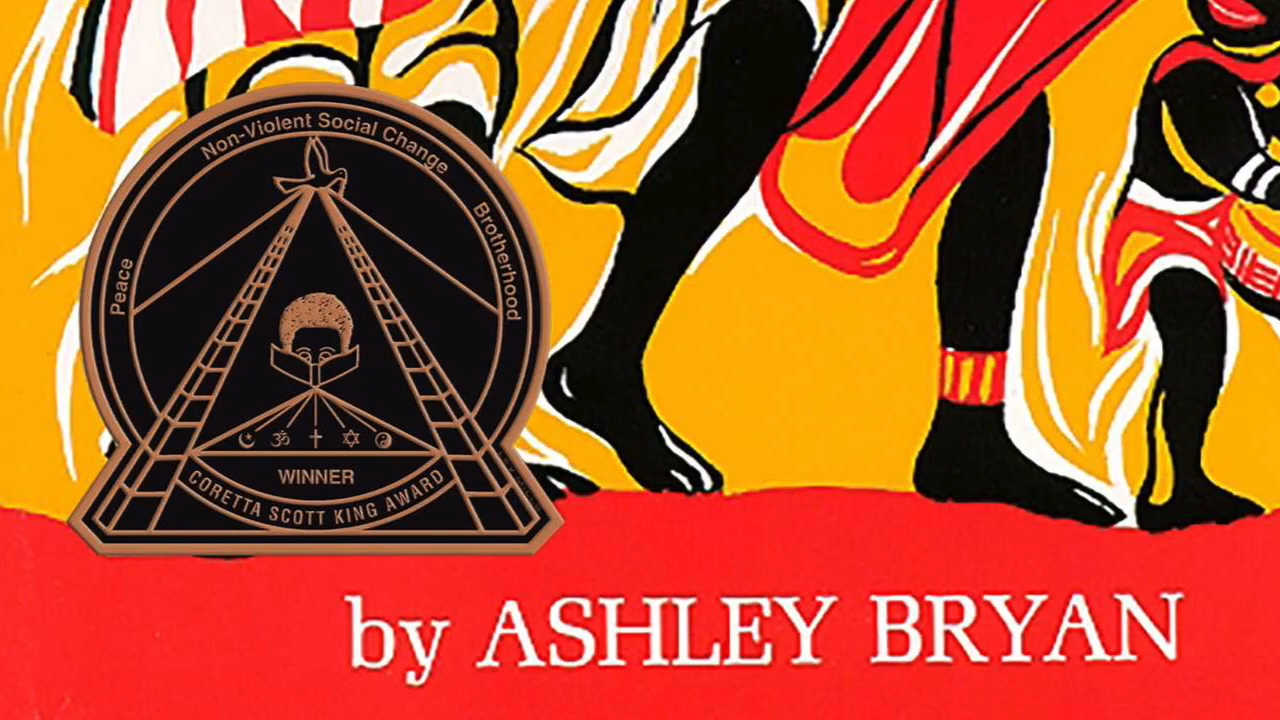 Non-Violent Social Change
Peace
Brotherhood
WINNER
CORETTA SCOTT KING AWARD
by ASHLEY BRYAN